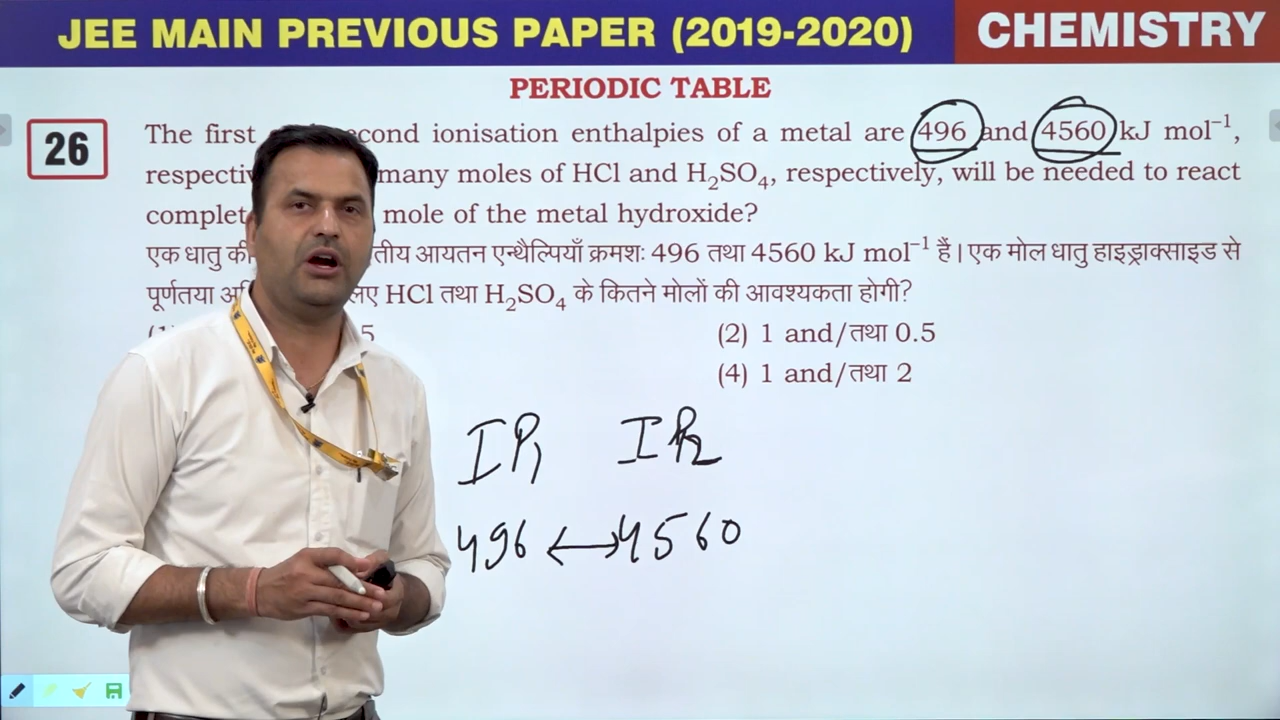 JEE MAIN PREVIOUS PAPER (2019-2020) CHEMISTRY
PERIODIC TABLE
26 The first second ionisation enthalpies of a metal are 496 and 4560 kJ mol⁻¹,
many moles of HCl and H₂SO₄, respectively, will be needed to react
mole of the metal hydroxide?
एक धातु की आयतन एन्थैल्पियाँ क्रमशः 496 तथा 4560 kJ mol⁻¹ हैं। एक मोल धातु हाइड्राक्साइड से
पूर्णतया HCl तथा H₂SO₄ के कितने मोलों की आवश्यकता होगी?
(2) 1 and/तथा 0.5
(4) 1 and/तथा 2
IP₁ IP₂
496 ⟷ 4560